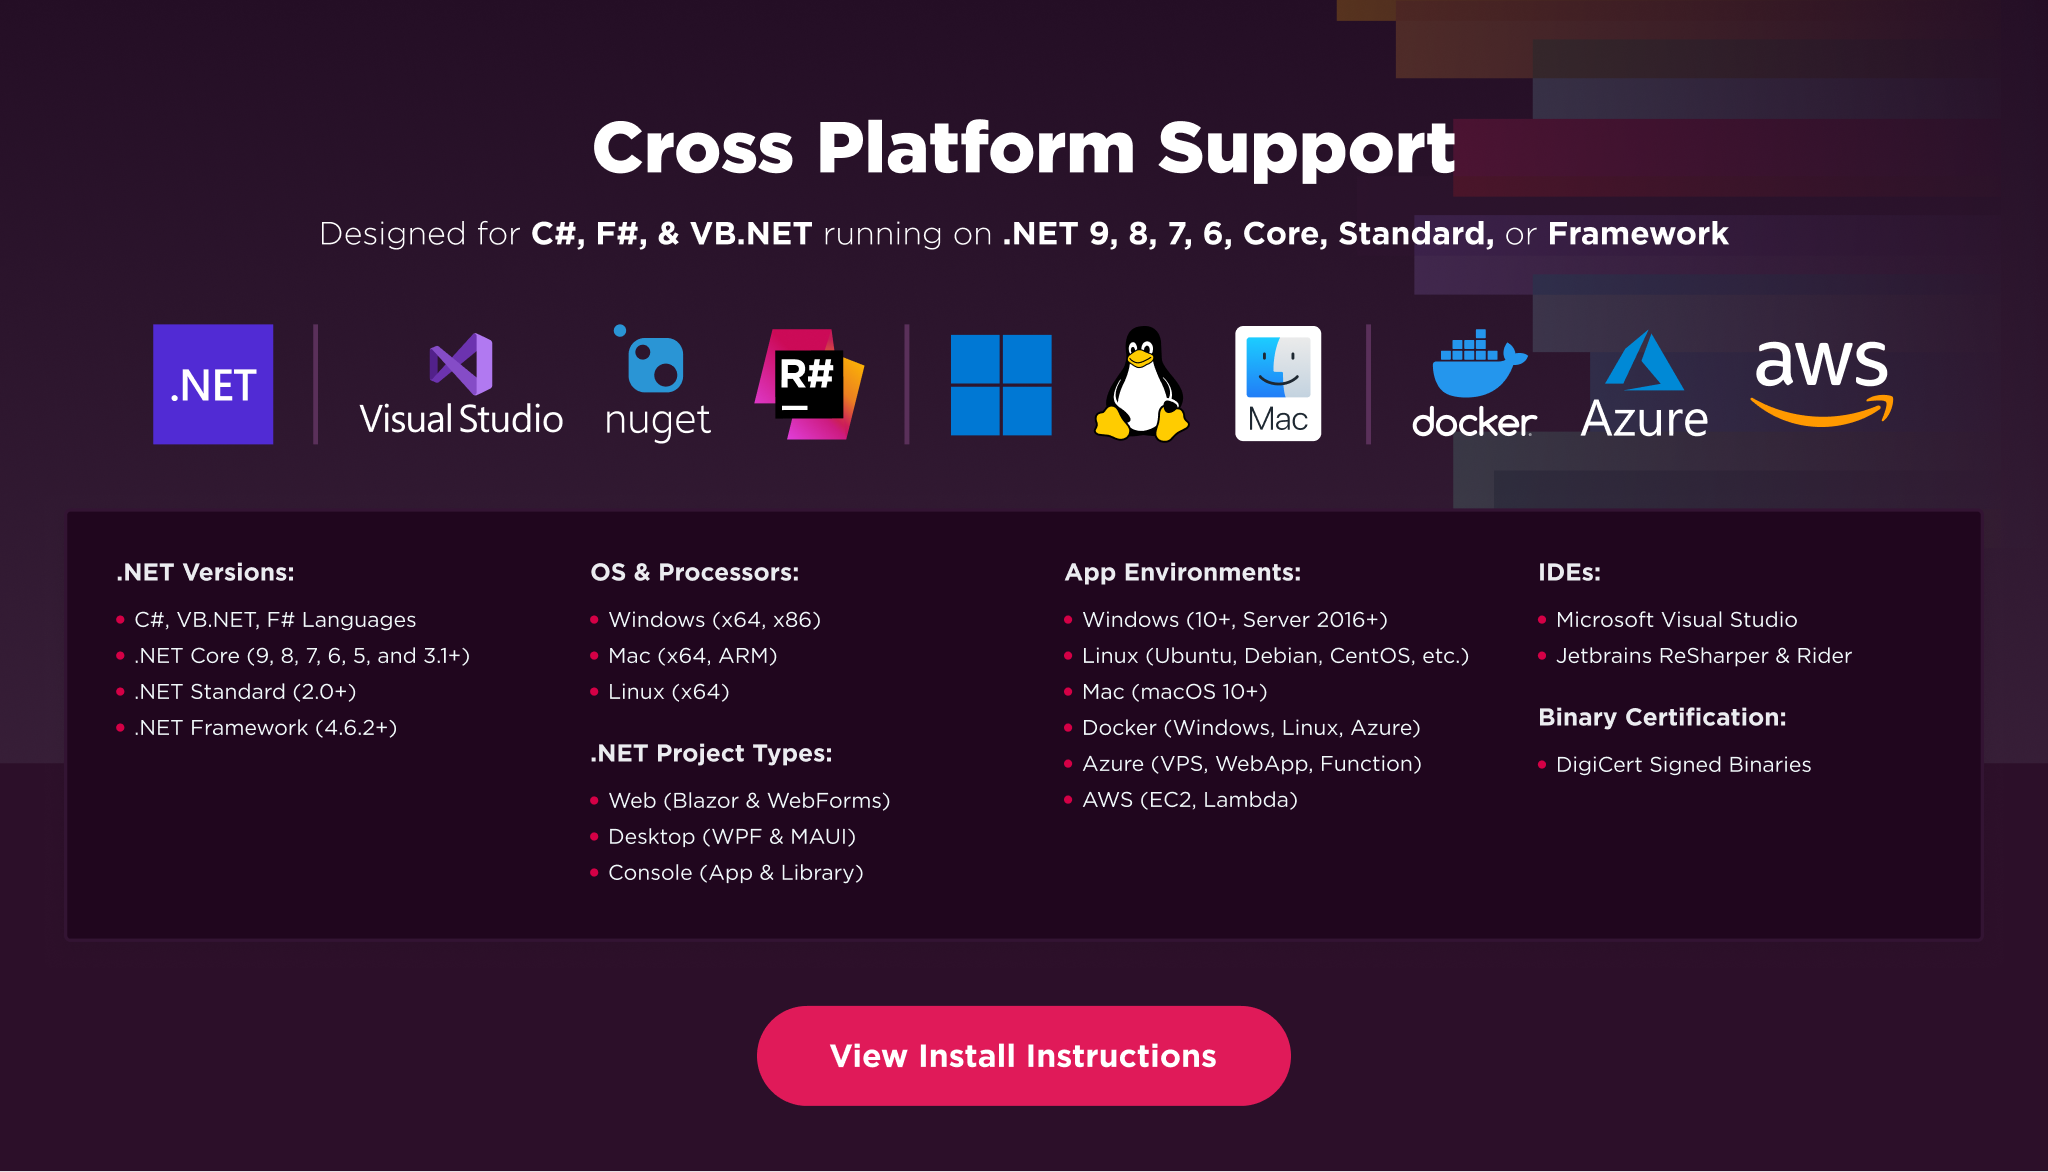 Cross Platform Support
Designed for C#, F#, & VB.NET running on .NET 9, 8, 7, 6, Core, Standard, or Framework
.NET
Visual Studio
nuget
R#
Mac
docker
Azure
aws
.NET Versions:
C#, VB.NET, F# Languages
.NET Core (9, 8, 7, 6, 5, and 3.1+)
.NET Standard (2.0+)
.NET Framework (4.6.2+)
OS & Processors:
Windows (x64, x86)
Mac (x64, ARM)
Linux (x64)
.NET Project Types:
Web (Blazor & WebForms)
Desktop (WPF & MAUI)
Console (App & Library)
App Environments:
Windows (10+, Server 2016+)
Linux (Ubuntu, Debian, CentOS, etc.)
Mac (macOS 10+)
Docker (Windows, Linux, Azure)
Azure (VPS, WebApp, Function)
AWS (EC2, Lambda)
IDEs:
Microsoft Visual Studio
Jetbrains ReSharper & Rider
Binary Certification:
DigiCert Signed Binaries
View Install Instructions